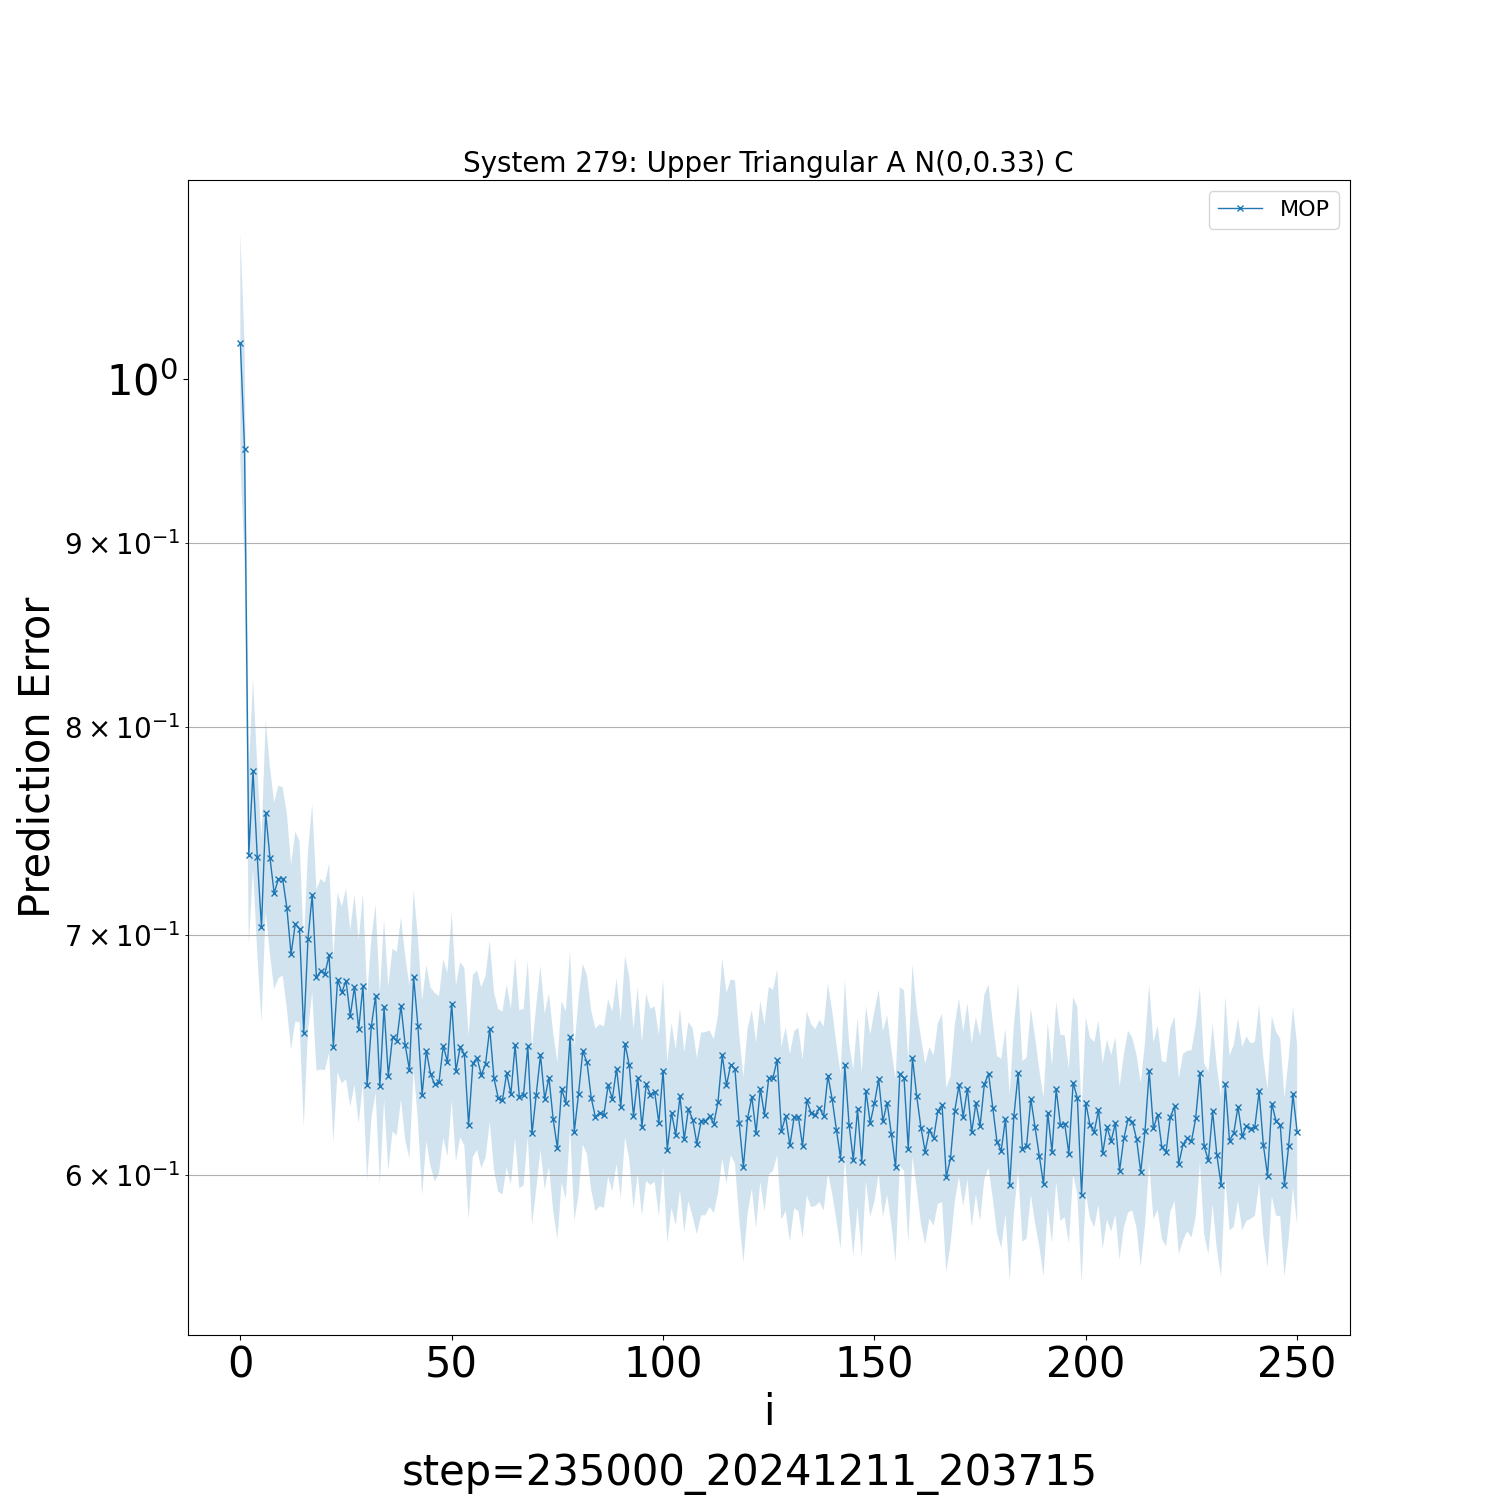 System 279: Upper Triangular A N(0,0.33) C
MOP
10⁰
9 × 10⁻¹
8 × 10⁻¹
7 × 10⁻¹
6 × 10⁻¹
Prediction Error
0 50 100 150 200 250
i
step=235000_20241211_203715